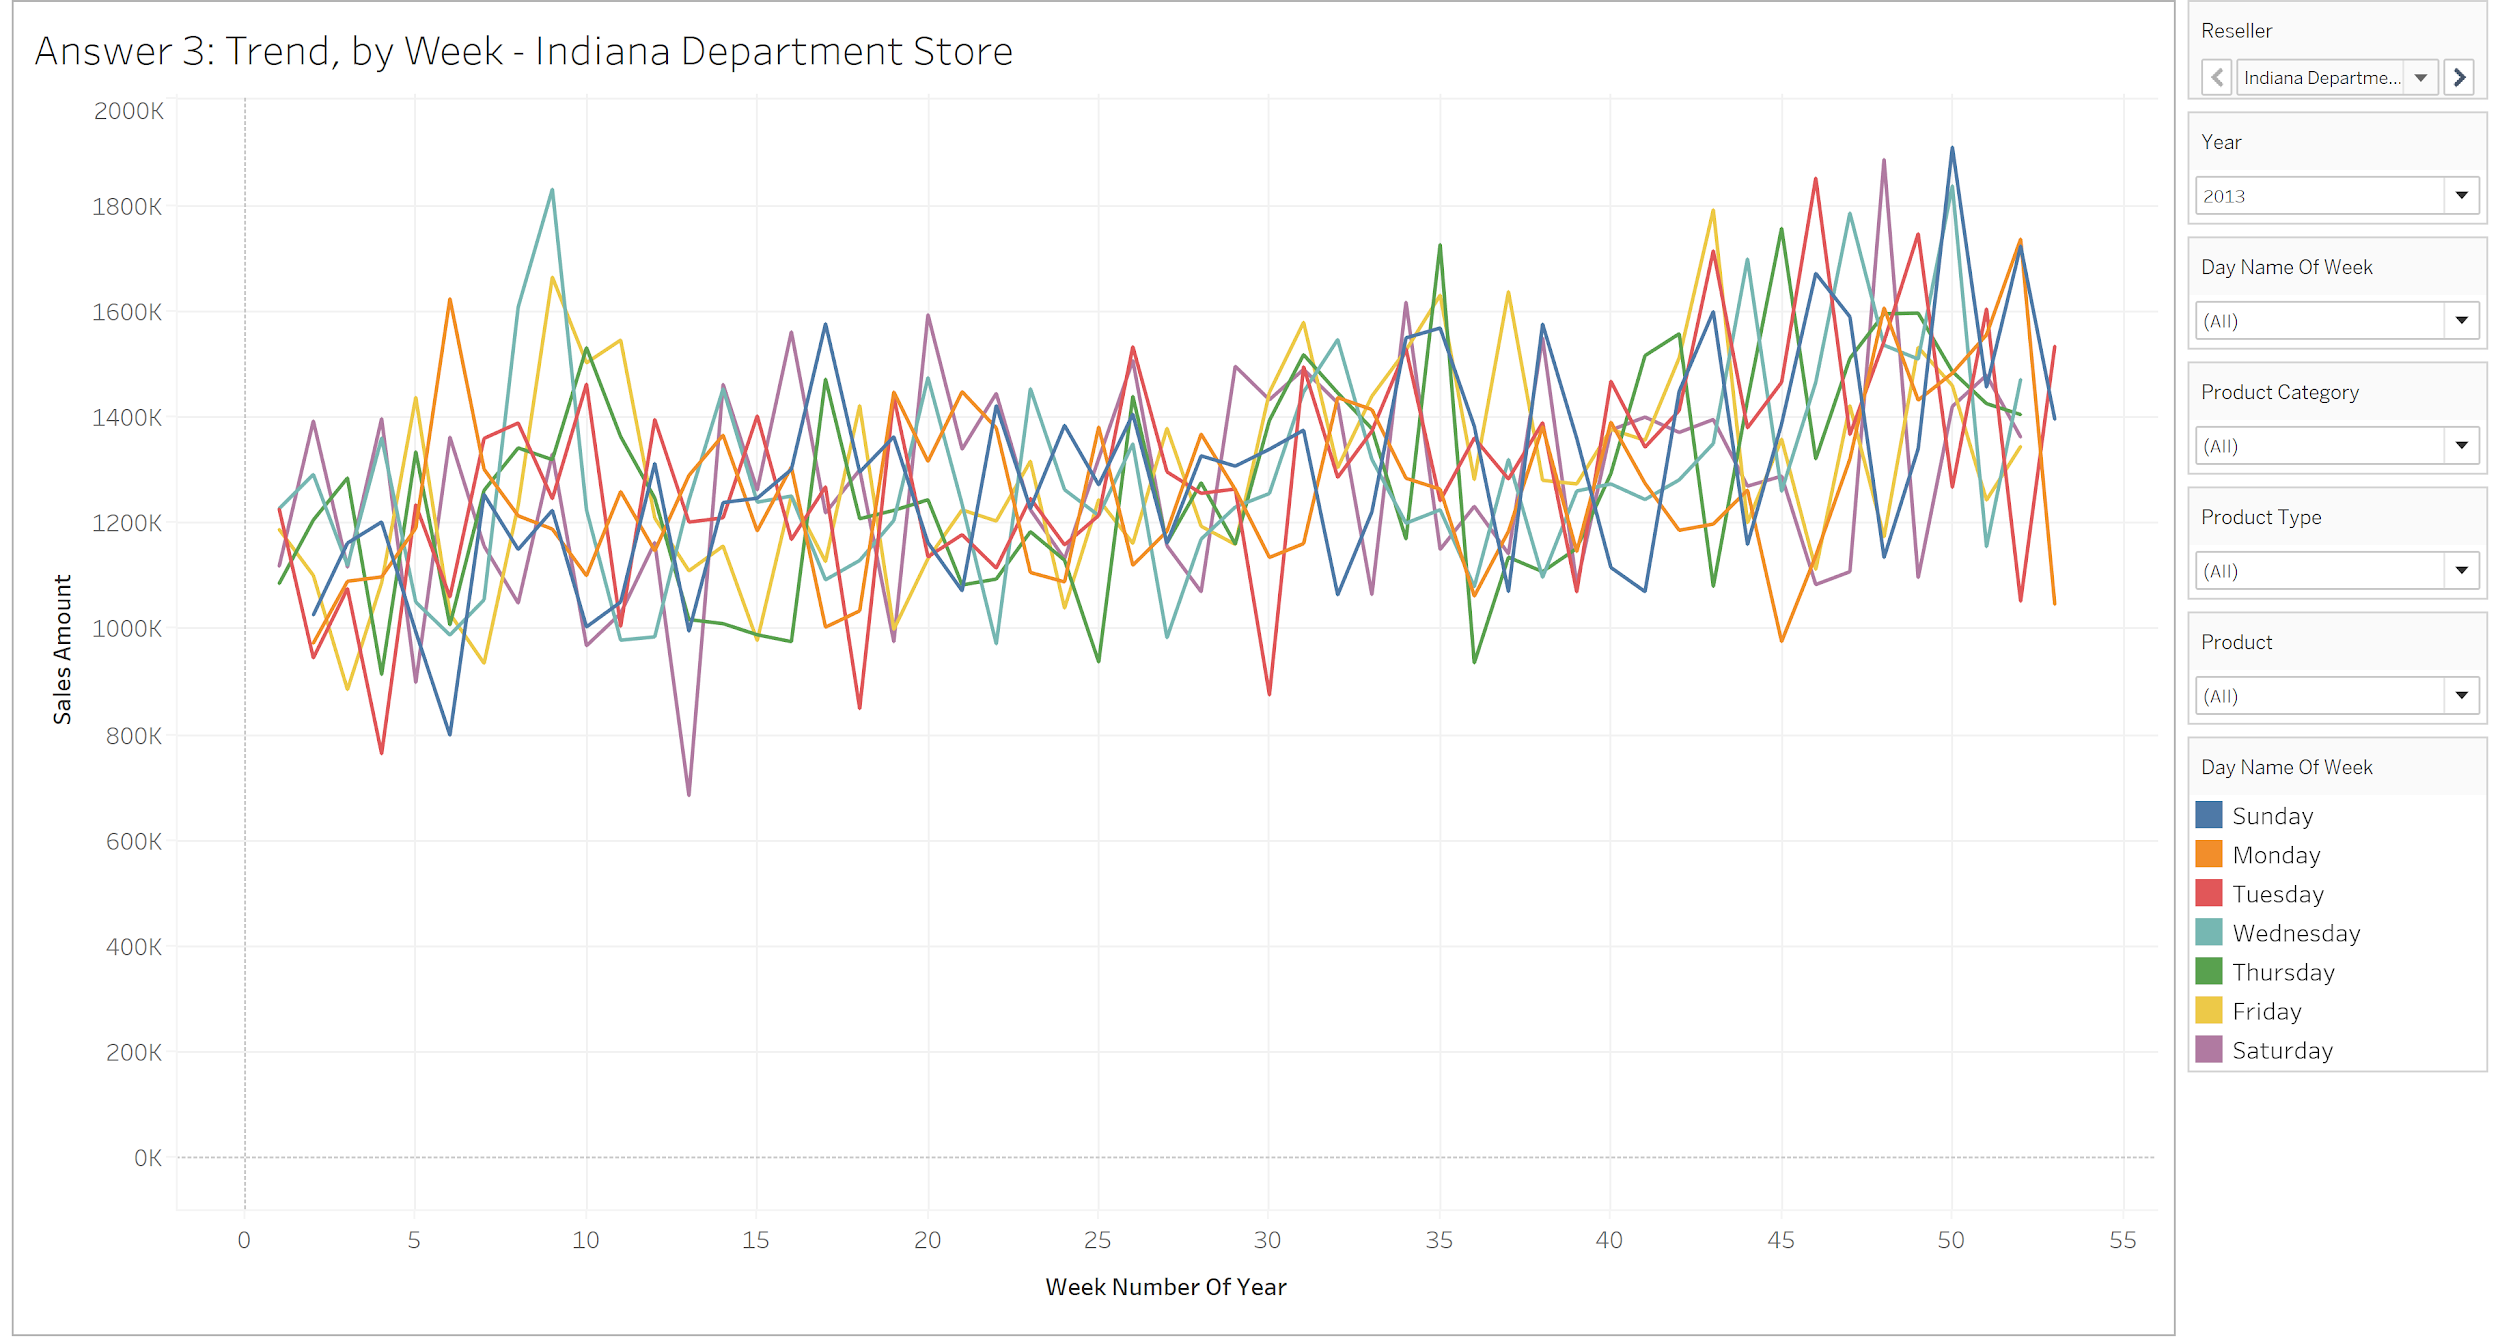 Answer 3: Trend, by Week - Indiana Department Store
2000K
1800K
1600K
1400K
1200K
1000K
800K
600K
400K
200K
0K
Sales Amount
0 5 10 15 20 25 30 35 40 45 50 55
Week Number Of Year
Reseller
Indiana Departme...
Year
2013
Day Name Of Week
(All)
Product Category
(All)
Product Type
(All)
Product
(All)
Day Name Of Week
Sunday
Monday
Tuesday
Wednesday
Thursday
Friday
Saturday